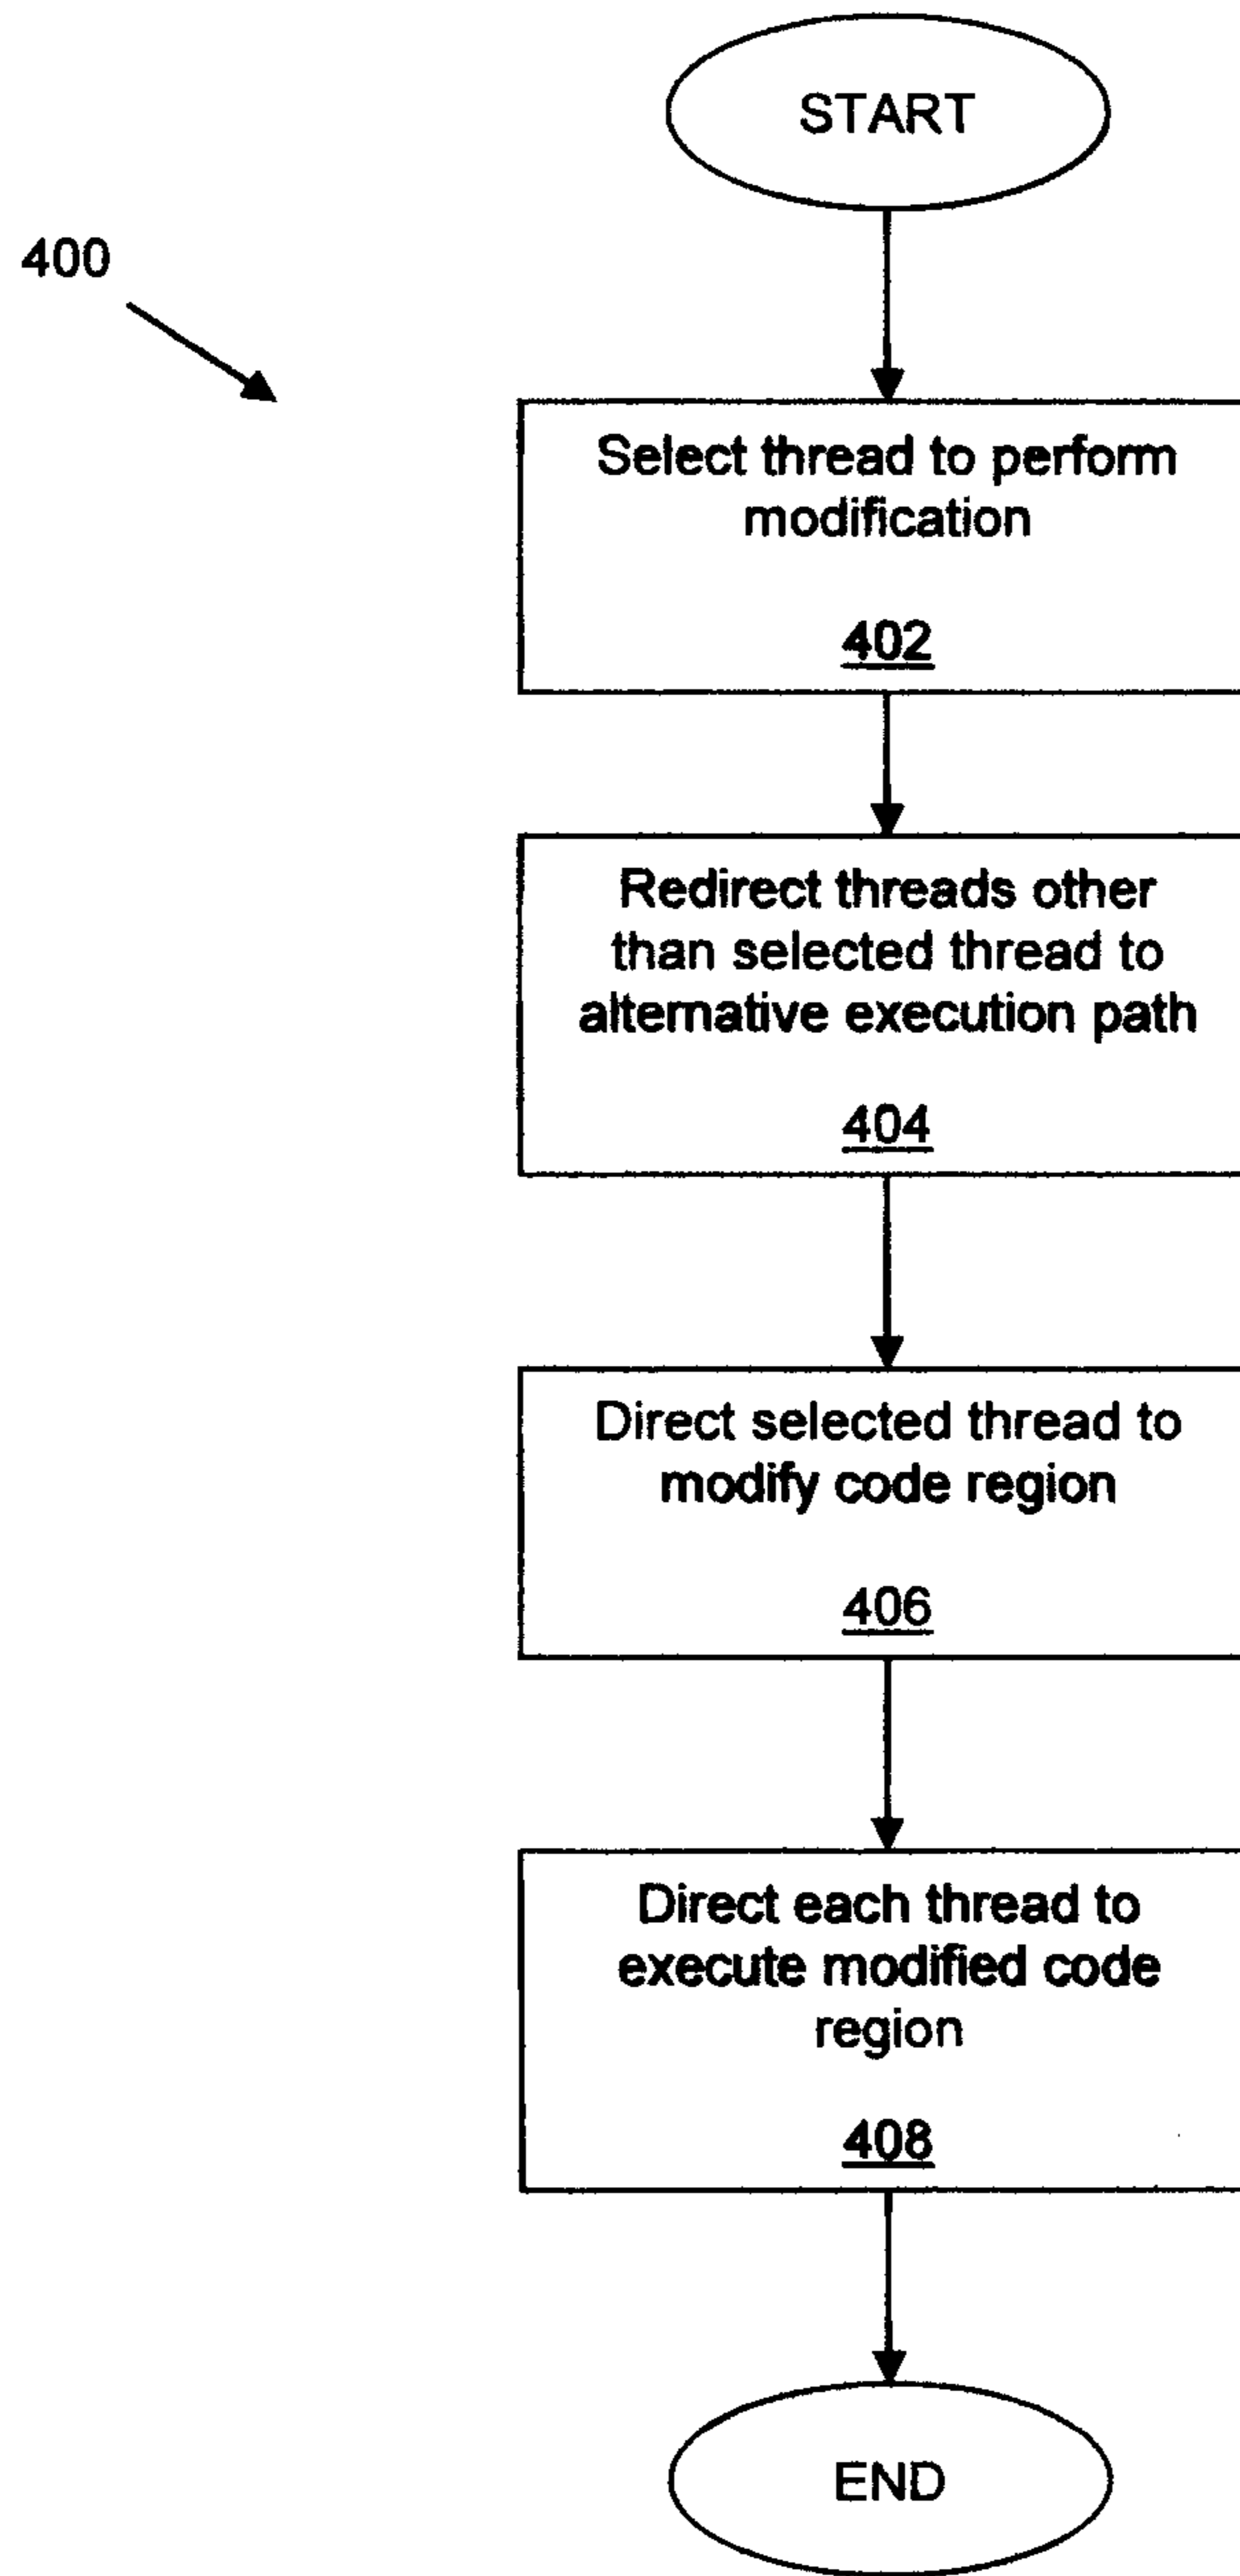 START
400
Select thread to perform
modification
402
Redirect threads other
than selected thread to
alternative execution path
404
Direct selected thread to
modify code region
406
Direct each thread to
execute modified code
region
408
END